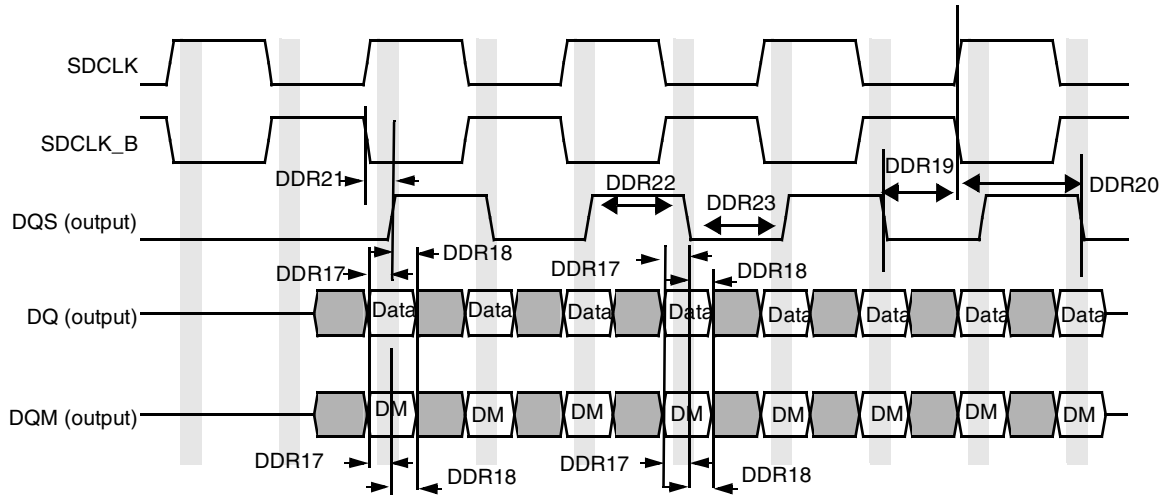 SDCLK
SDCLK_B
DDR21
DDR22
DDR19
DDR20
DQS (output)
DDR23
DDR17
DDR18
DDR17
DDR18
DQ (output)
Data
Data
Data
Data
Data
Data
Data
Data
DQM (output)
DM
DM
DM
DM
DM
DM
DM
DM
DDR17
DDR18
DDR17
DDR18